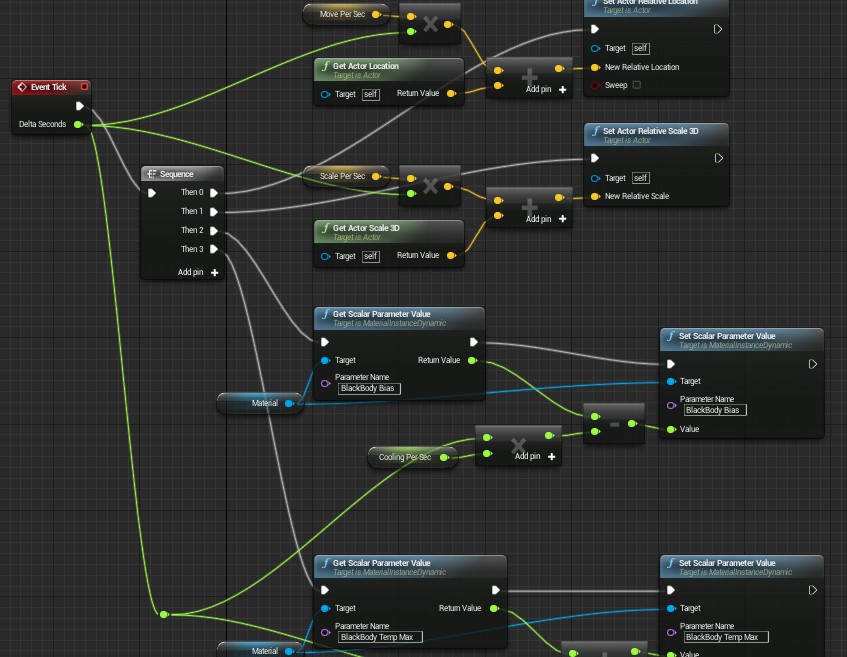 Set Actor Relative Location
Target is Actor
Target self
New Relative Location
Sweep
Move Per Sec
Get Actor Location
Target is Actor
Target self Return Value
Add pin
Event Tick
Delta Seconds
Sequence
Then 0
Then 1
Then 2
Then 3
Add pin
Scale Per Sec
Get Actor Scale 3D
Target is Actor
Target self Return Value
Add pin
Set Actor Relative Scale 3D
Target is Actor
Target self
New Relative Scale
Get Scalar Parameter Value
Target is MaterialInstanceDynamic
Target Return Value
Parameter Name
BlackBody Bias
Material
Cooling Per Sec
Add pin
Set Scalar Parameter Value
Target is MaterialInstanceDynamic
Target
Parameter Name
BlackBody Bias
Value
Get Scalar Parameter Value
Target is MaterialInstanceDynamic
Target Return Value
Parameter Name
BlackBody Temp Max
Material
Set Scalar Parameter Value
Target is MaterialInstanceDynamic
Target
Parameter Name
BlackBody Temp Max
Value